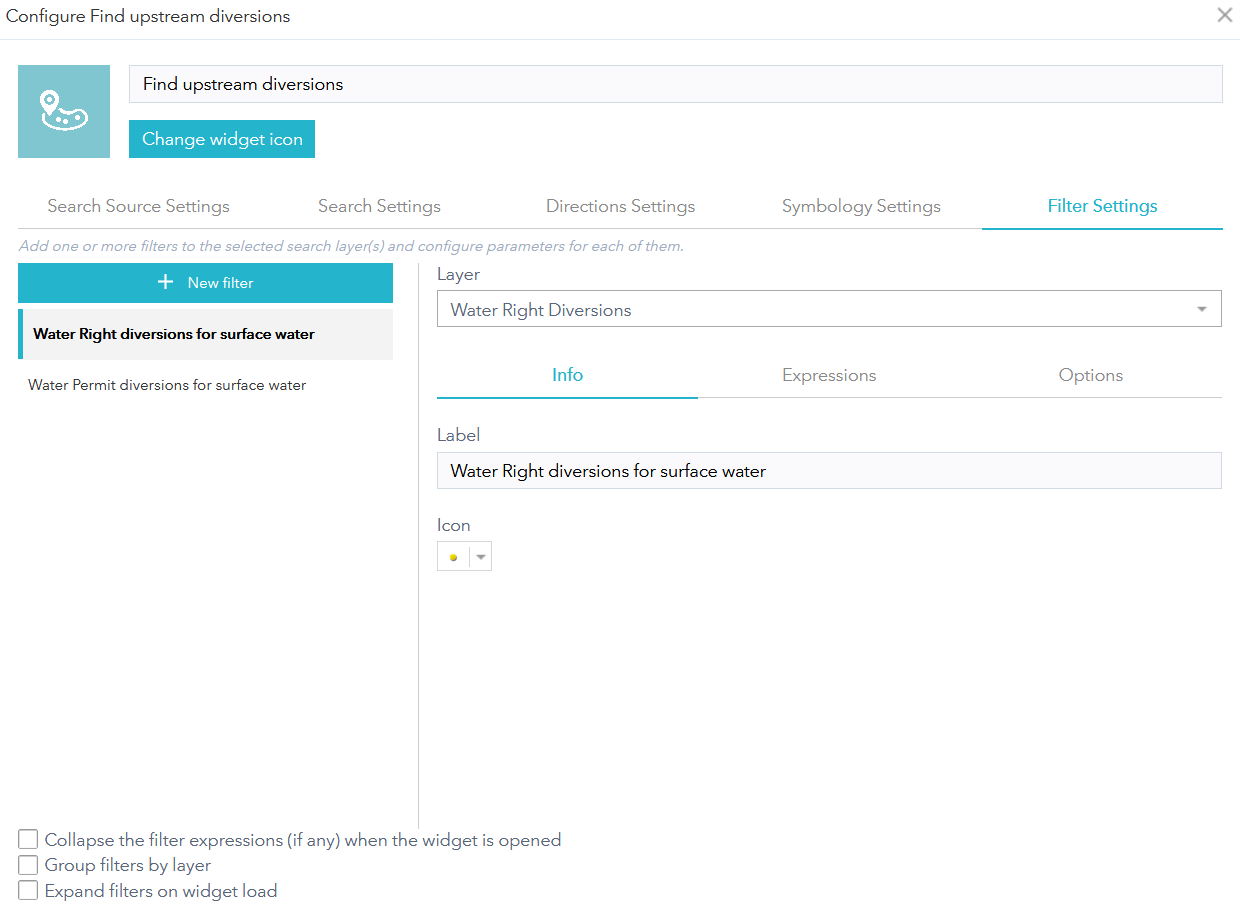 Configure Find upstream diversions
Find upstream diversions
Change widget icon
Search Source Settings
Search Settings
Directions Settings
Symbology Settings
Filter Settings
Add one or more filters to the selected search layer(s) and configure parameters for each of them.
New filter
Water Right diversions for surface water
Water Permit diversions for surface water
Layer
Water Right Diversions
Info
Expressions
Options
Label
Water Right diversions for surface water
Icon
Collapse the filter expressions (if any) when the widget is opened
Group filters by layer
Expand filters on widget load